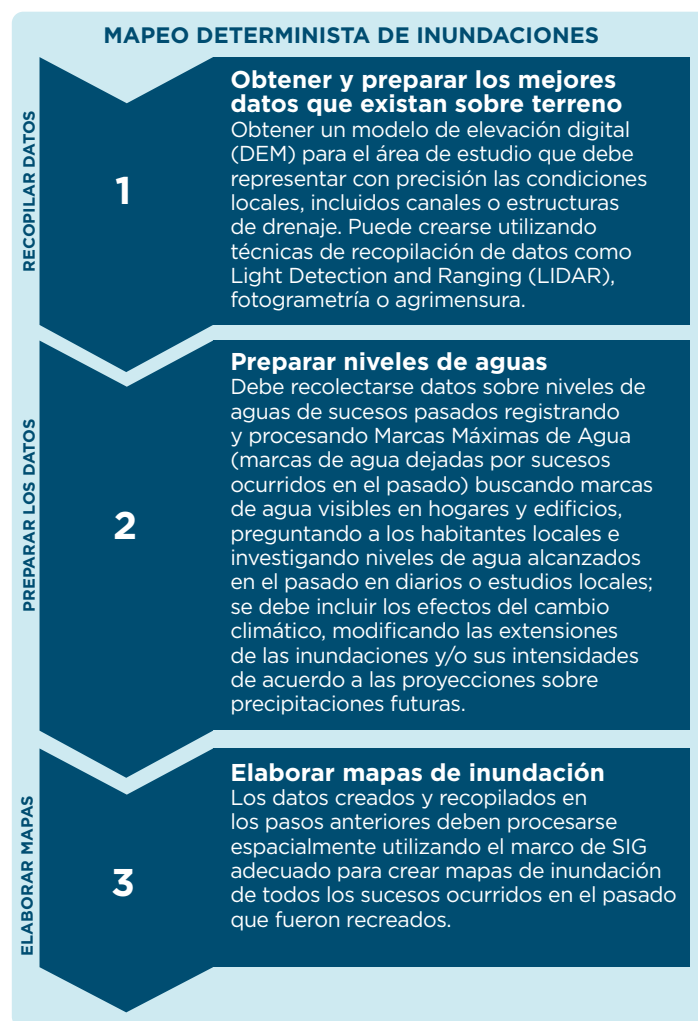 MAPEO DETERMINISTA DE INUNDACIONES
RECOPILAR DATOS
1
Obtener y preparar los mejores
datos que existan sobre terreno
Obtener un modelo de elevación digital
(DEM) para el área de estudio que debe
representar con precisión las condiciones
locales, incluidos canales o estructuras
de drenaje. Puede crearse utilizando
técnicas de recopilación de datos como
Light Detection and Ranging (LIDAR),
fotogrametría o agrimensura.
PREPARAR LOS DATOS
2
Preparar niveles de aguas
Debe recolectarse datos sobre niveles de
aguas de sucesos pasados registrando
y procesando Marcas Máximas de Agua
(marcas de agua dejadas por sucesos
ocurridos en el pasado) buscando marcas
de agua visibles en hogares y edificios,
preguntando a los habitantes locales e
investigando niveles de agua alcanzados
en el pasado en diarios o estudios locales;
se debe incluir los efectos del cambio
climático, modificando las extensiones
de las inundaciones y/o sus intensidades
de acuerdo a las proyecciones sobre
precipitaciones futuras.
ELABORAR MAPAS
3
Elaborar mapas de inundación
Los datos creados y recopilados en
los pasos anteriores deben procesarse
espacialmente utilizando el marco de SIG
adecuado para crear mapas de inundación
de todos los sucesos ocurridos en el pasado
que fueron recreados.